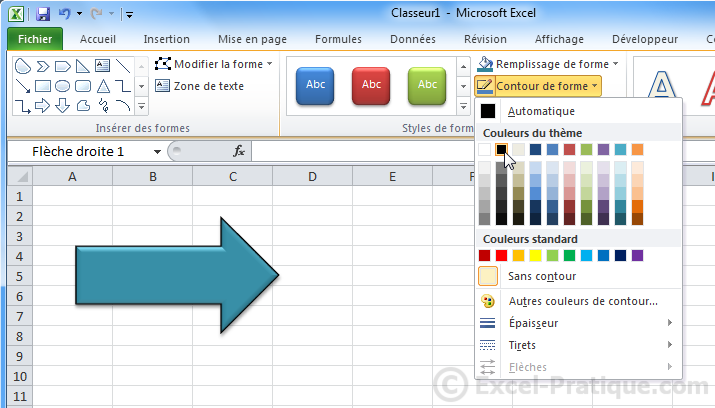 Classeur1 - Microsoft Excel
Fichier Accueil Insertion Mise en page Formules Données Révision Affichage Développeur
Modifier la forme
Zone de texte
Insérer des formes
Abc Abc Abc
Styles de form
Remplissage de forme
Contour de forme
A A
Automatique
Couleurs du thème
Couleurs standard
Sans contour
Autres couleurs de contour...
Épaisseur
Tirets
Flèches
Flèche droite 1 fx
A B C D E F I
1
2
3
4
5
6
7
8
9
10
11
© Excel-Pratique.com